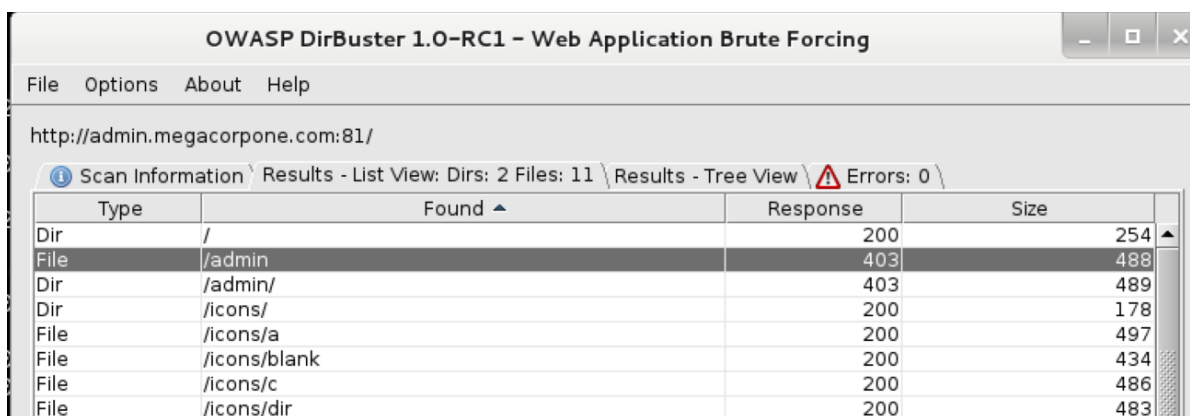 OWASP DirBuster 1.0-RC1 - Web Application Brute Forcing
File Options About Help
http://admin.megacorpone.com:81/
Scan Information Results - List View: Dirs: 2 Files: 11 Results - Tree View Errors: 0
Type Found Response Size
Dir / 200 254
File /admin 403 488
Dir /admin/ 403 489
Dir /icons/ 200 178
File /icons/a 200 497
File /icons/blank 200 434
File /icons/c 200 486
File /icons/dir 200 483